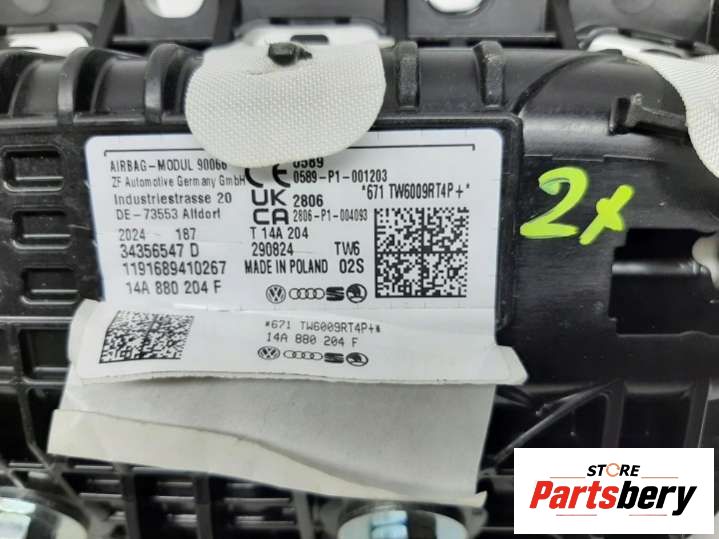 AIRBAG-MODUL 90066
ZF Automotive Germany GmbH
Industriestrasse 20
DE-73553 Alfdorf
2024 187
34356547 D
1191689410267
14A 880 204 F
CE 0589
0589-P1-001203
UK
CA
2806
2806-P1-004093
T 14A 204
290824 TW6
MADE IN POLAND 02S
*671 TW6009RT4P+*
*671 TW6009RT4P+*
14A 880 204 F
2x
STORE
Partsbery